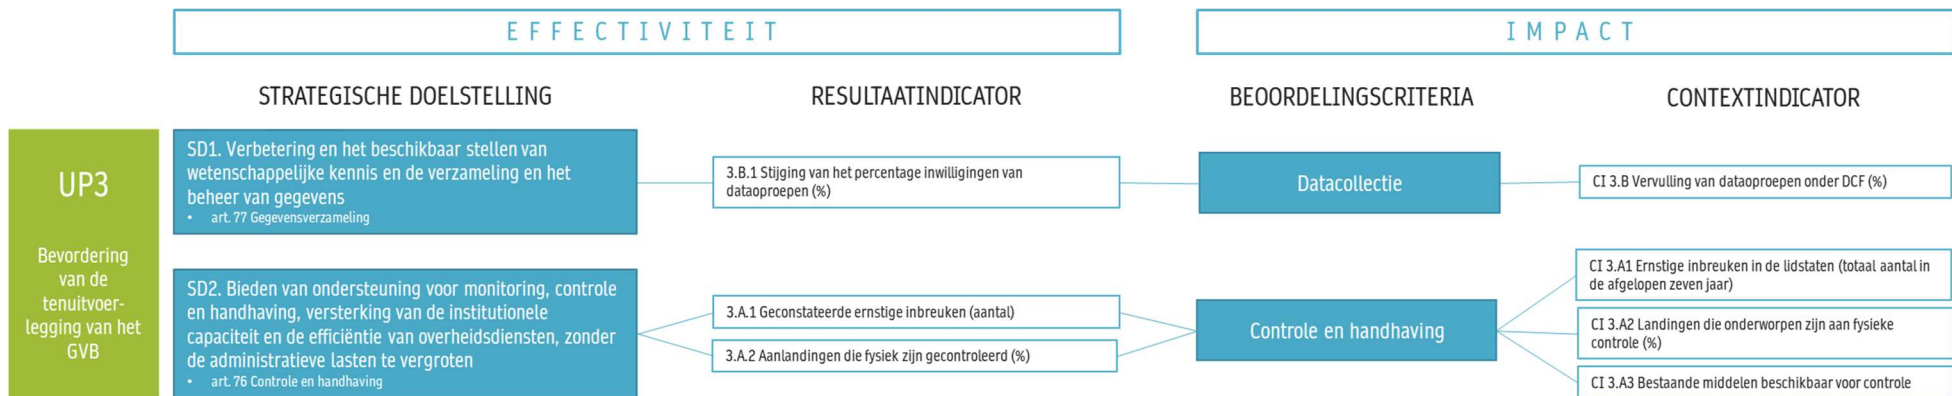 EFFECTIVITEIT
IMPACT
STRATEGISCHE DOELSTELLING
RESULTAATINDICATOR
BEOORDELINGSCRITERIA
CONTEXTINDICATOR
UP3
Bevordering
van de
tenuitvoer-
legging van het
GVB
SD1. Verbetering en het beschikbaar stellen van
wetenschappelijke kennis en de verzameling en het
beheer van gegevens
• art. 77 Gegevensverzameling
3.B.1 Stijging van het percentage inwilligingen van
dataoproepen (%)
Datacollectie
CI 3.B Vervulling van dataoproepen onder DCF (%)
SD2. Bieden van ondersteuning voor monitoring, controle
en handhaving, versterking van de institutionele
capaciteit en de efficiëntie van overheidsdiensten, zonder
de administratieve lasten te vergroten
• art. 76 Controle en handhaving
3.A.1 Geconstateerde ernstige inbreuken (aantal)
3.A.2 Aanlandingen die fysiek zijn gecontroleerd (%)
Controle en handhaving
CI 3.A1 Ernstige inbreuken in de lidstaten (totaal aantal in
de afgelopen zeven jaar)
CI 3.A2 Landingen die onderworpen zijn aan fysieke
controle (%)
CI 3.A3 Bestaande middelen beschikbaar voor controle